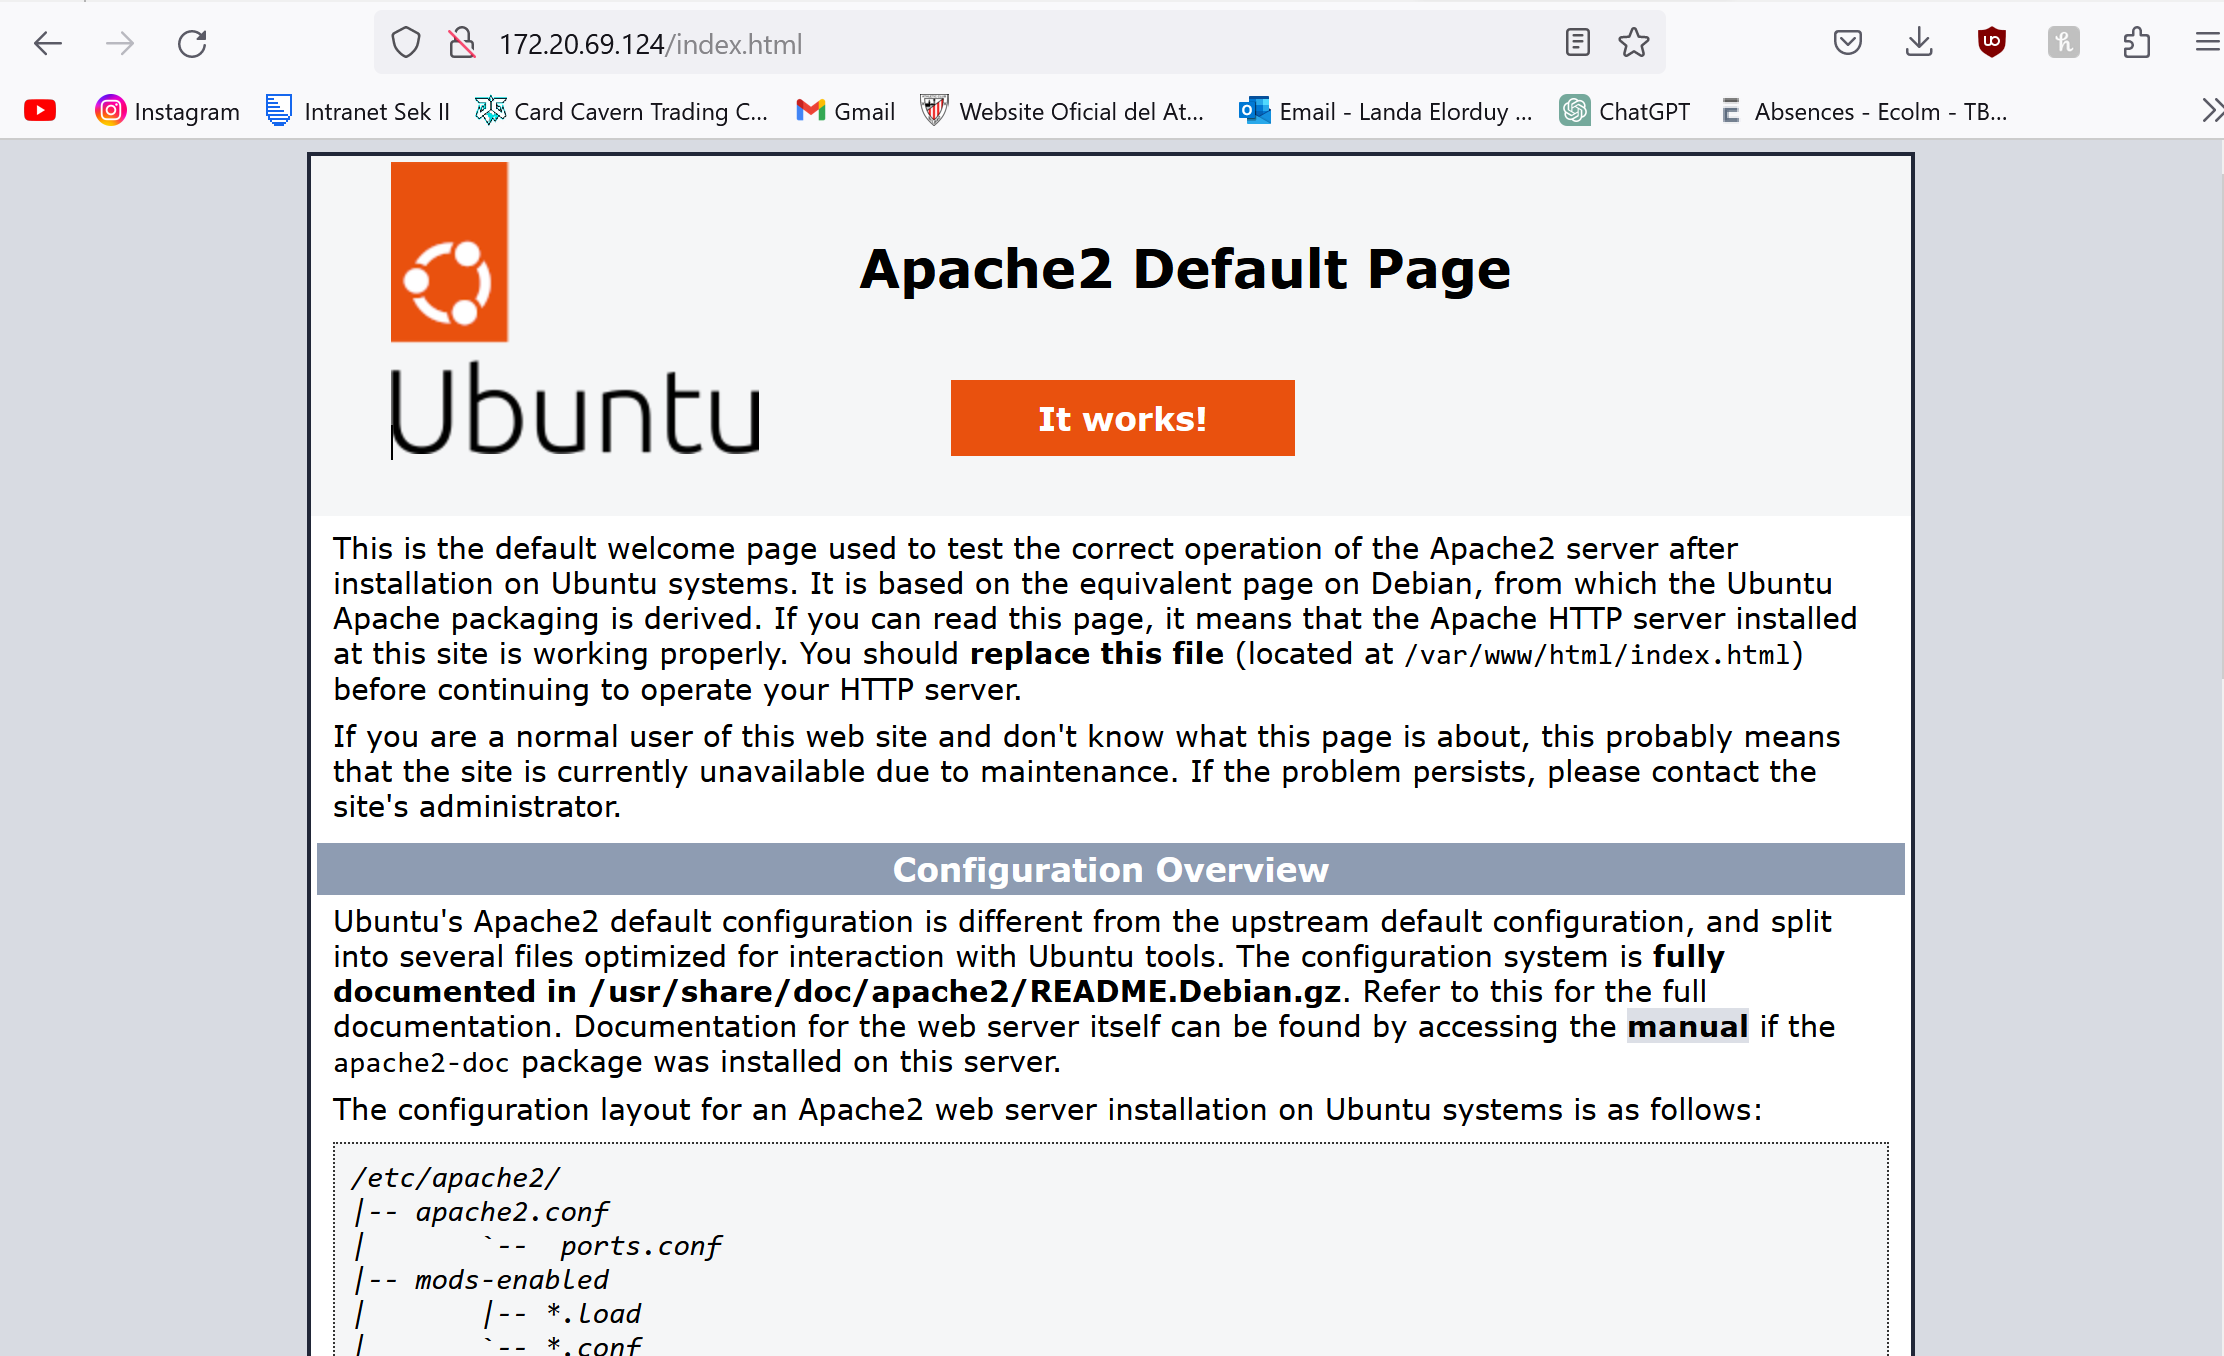 172.20.69.124/index.html
Instagram Intranet Sek II Card Cavern Trading C... Gmail Website Oficial del At... Email - Landa Elorduy ... ChatGPT Absences - Ecolm - TB...
Apache2 Default Page
Ubuntu
It works!
This is the default welcome page used to test the correct operation of the Apache2 server after
installation on Ubuntu systems. It is based on the equivalent page on Debian, from which the Ubuntu
Apache packaging is derived. If you can read this page, it means that the Apache HTTP server installed
at this site is working properly. You should replace this file (located at /var/www/html/index.html)
before continuing to operate your HTTP server.
If you are a normal user of this web site and don't know what this page is about, this probably means
that the site is currently unavailable due to maintenance. If the problem persists, please contact the
site's administrator.
Configuration Overview
Ubuntu's Apache2 default configuration is different from the upstream default configuration, and split
into several files optimized for interaction with Ubuntu tools. The configuration system is fully
documented in /usr/share/doc/apache2/README.Debian.gz. Refer to this for the full
documentation. Documentation for the web server itself can be found by accessing the manual if the
apache2-doc package was installed on this server.
The configuration layout for an Apache2 web server installation on Ubuntu systems is as follows:
/etc/apache2/
|-- apache2.conf
|       `--  ports.conf
|-- mods-enabled
|       |-- *.load
|       `-- *.conf